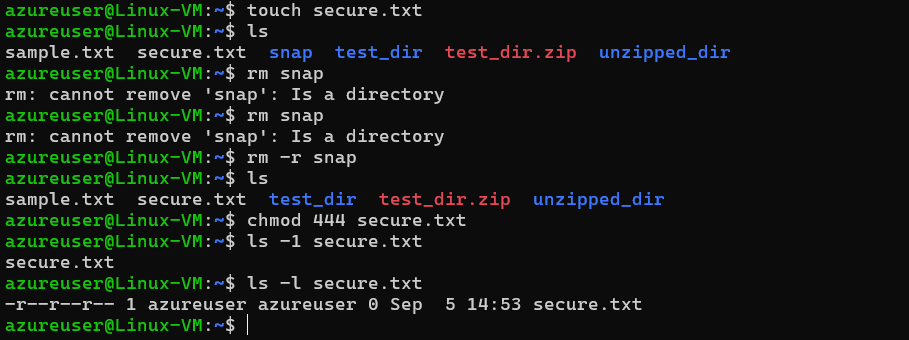 azureuser@Linux-VM:~$ touch secure.txt
azureuser@Linux-VM:~$ ls
sample.txt  secure.txt  snap  test_dir  test_dir.zip  unzipped_dir
azureuser@Linux-VM:~$ rm snap
rm: cannot remove 'snap': Is a directory
azureuser@Linux-VM:~$ rm snap
rm: cannot remove 'snap': Is a directory
azureuser@Linux-VM:~$ rm -r snap
azureuser@Linux-VM:~$ ls
sample.txt  secure.txt  test_dir  test_dir.zip  unzipped_dir
azureuser@Linux-VM:~$ chmod 444 secure.txt
azureuser@Linux-VM:~$ ls -1 secure.txt
secure.txt
azureuser@Linux-VM:~$ ls -l secure.txt
-r--r--r-- 1 azureuser azureuser 0 Sep  5 14:53 secure.txt
azureuser@Linux-VM:~$